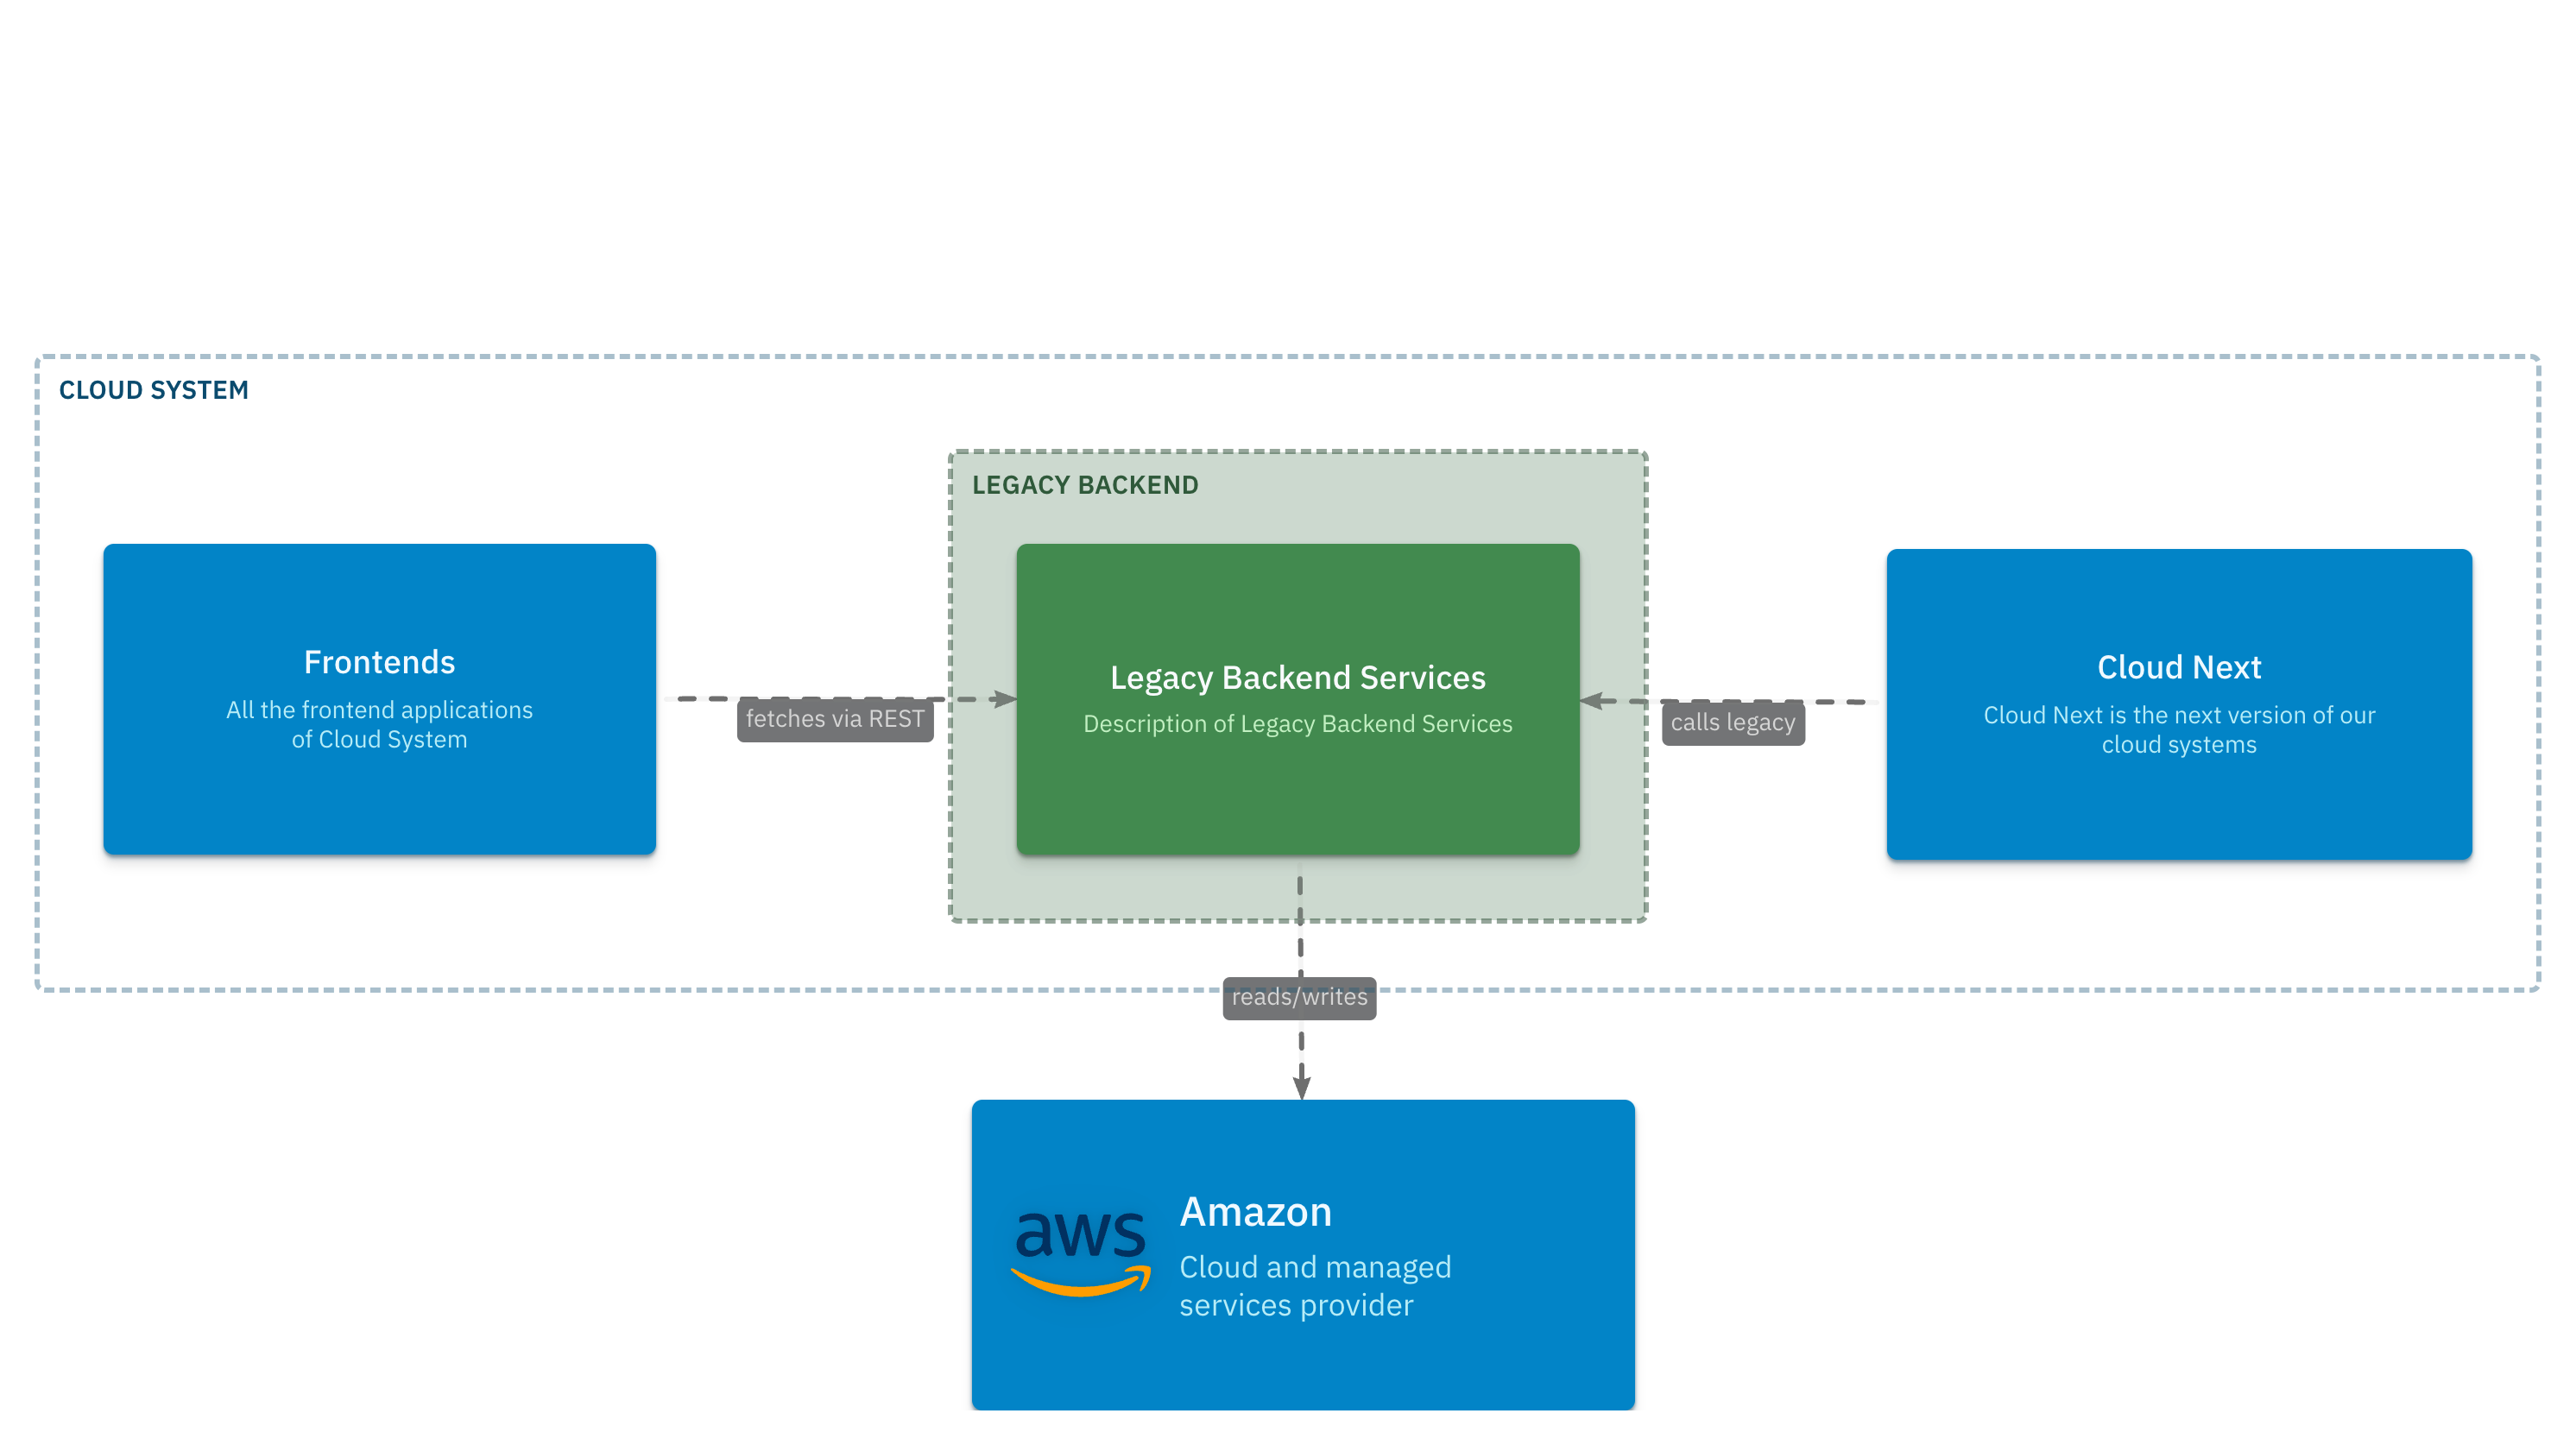 CLOUD SYSTEM
LEGACY BACKEND
Frontends
All the frontend applications
of Cloud System
fetches via REST
Legacy Backend Services
Description of Legacy Backend Services
calls legacy
Cloud Next
Cloud Next is the next version of our
cloud systems
reads/writes
aws
Amazon
Cloud and managed
services provider